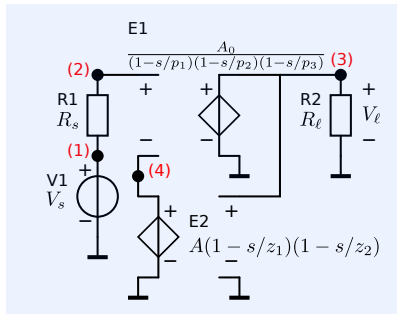 E1
A₀
(1−s/p₁)(1−s/p₂)(1−s/p₃)
(2)
(3)
+
+
+
R1
R2
Rₛ
Rℓ
Vℓ
−
−
−
(1)
+
(4)
V1
Vₛ
−
+
+
E2
A(1 − s/z₁)(1 − s/z₂)
−
−